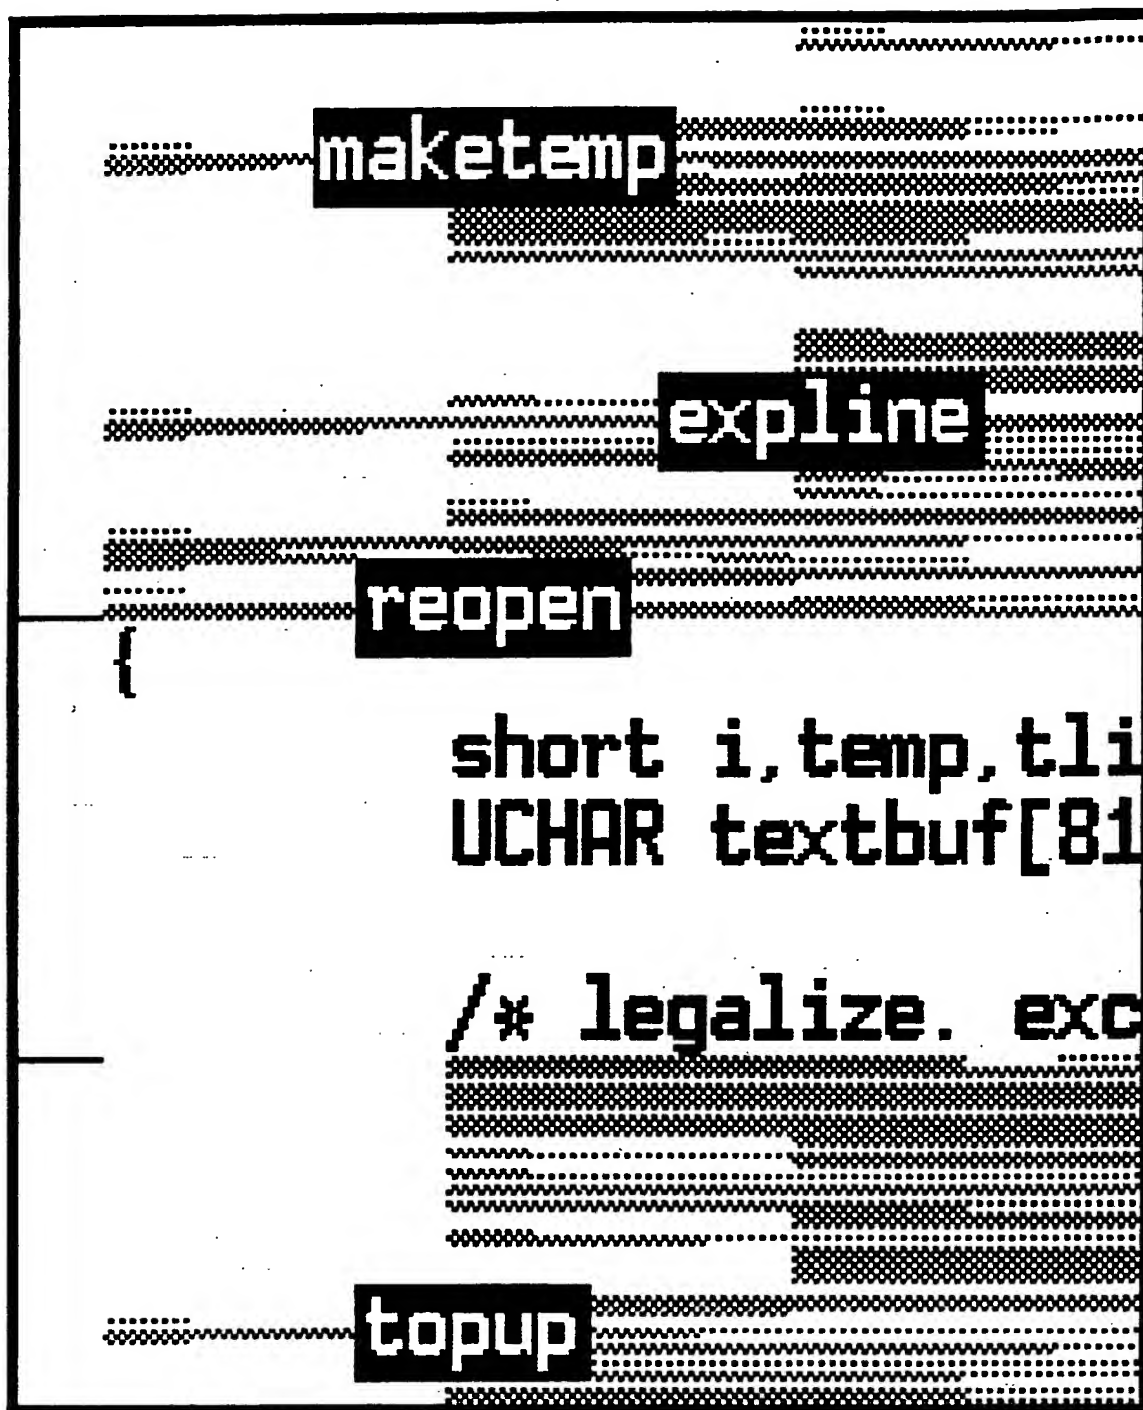 maketemp
expline
reopen
{
short i,temp,tli
UCHAR textbuf[81
/* legalize. exc
topup